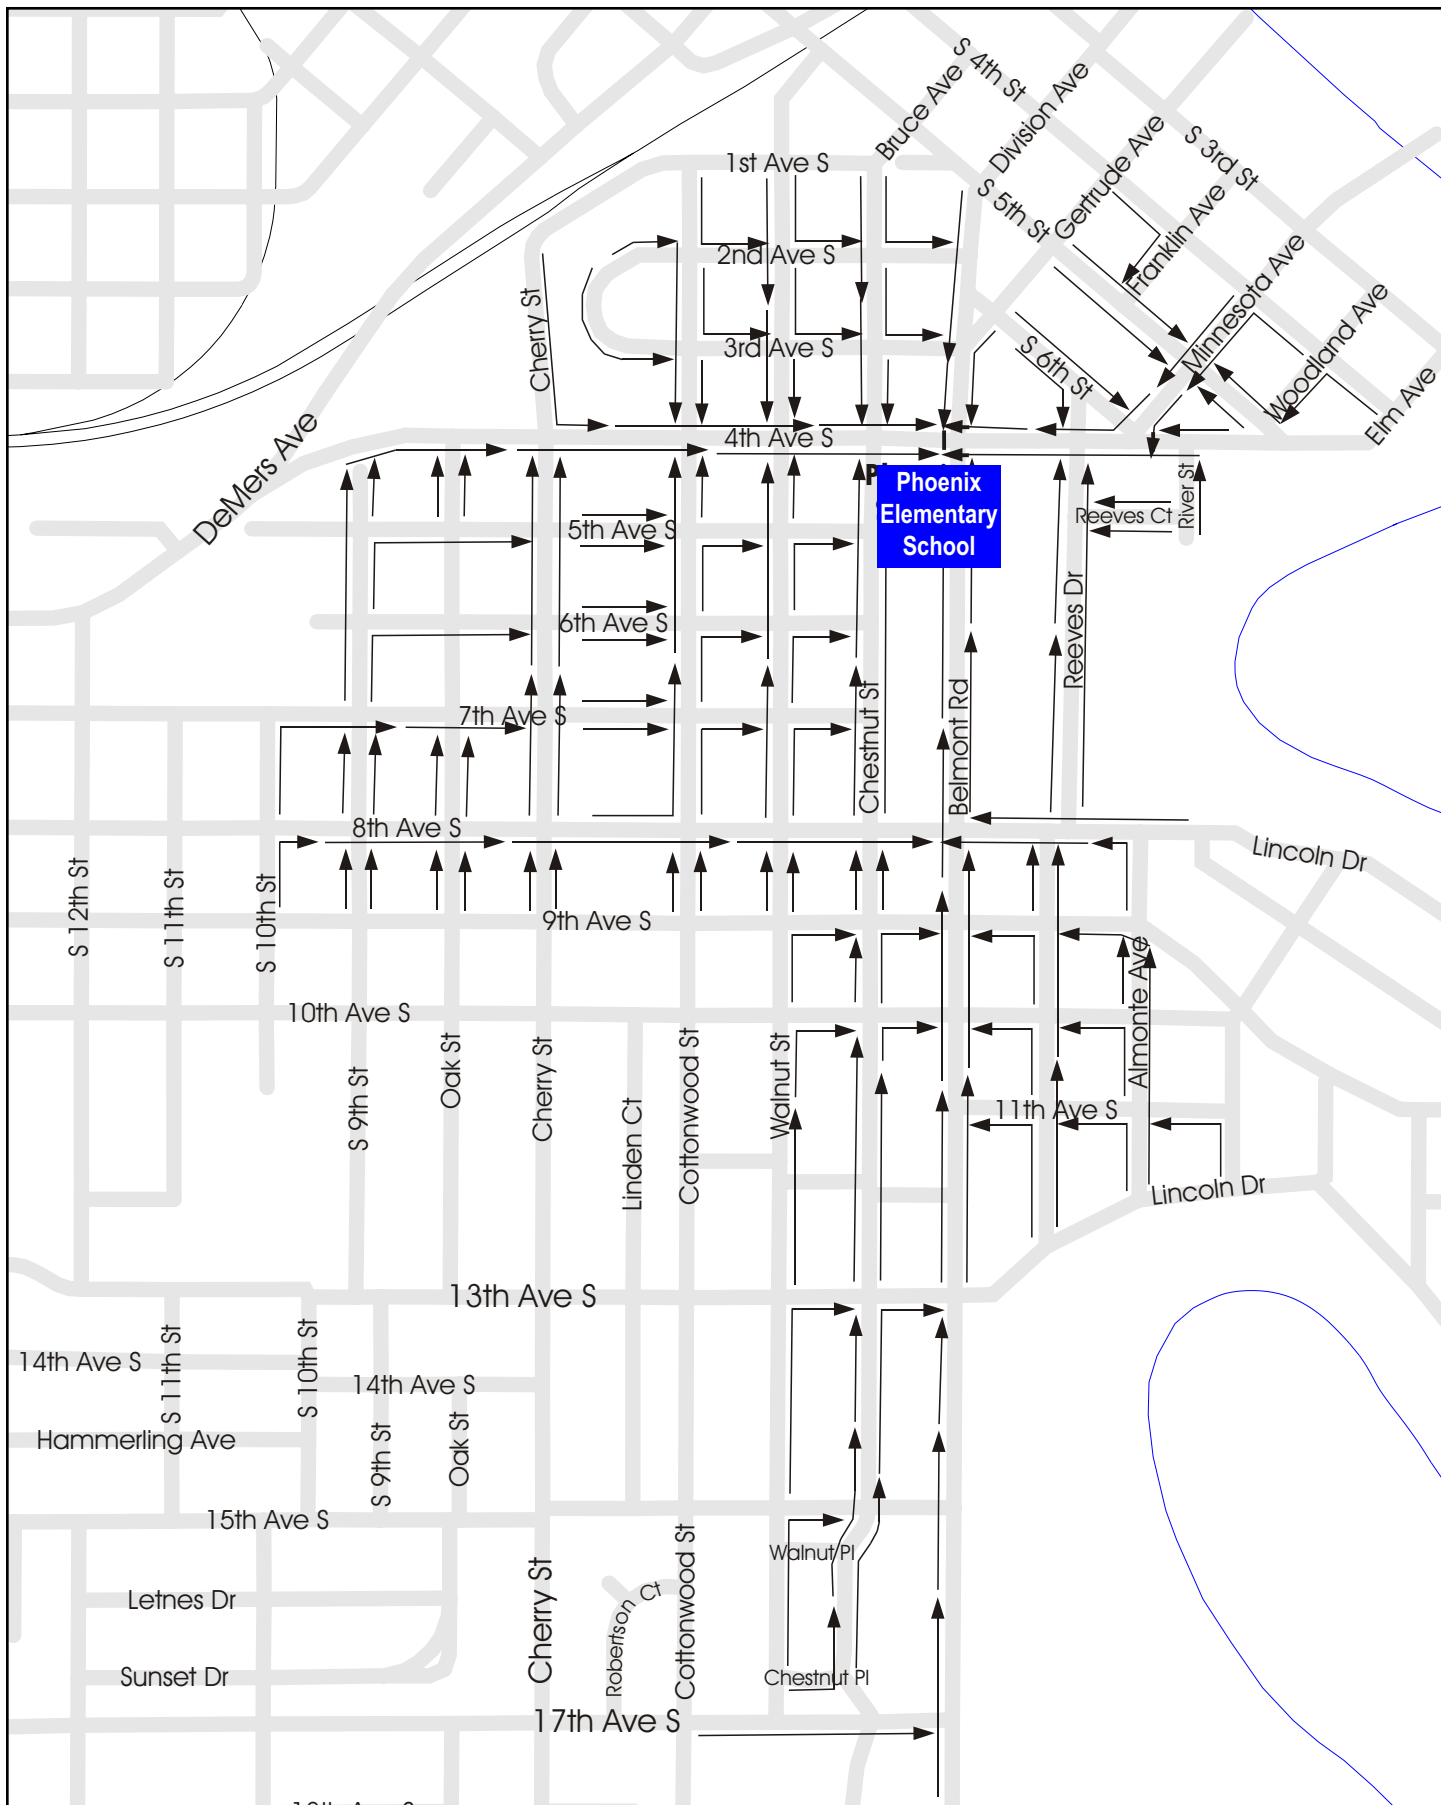 S 4th St
Bruce Ave
Division Ave
S 3rd St
Gertrude Ave
1st Ave S
S 5th St
Franklin Ave
2nd Ave S
Minnesota Ave
Cherry St
3rd Ave S
S 6th St
Woodland Ave
Elm Ave
DeMers Ave
4th Ave S
River St
Phoenix
Elementary
School
Reeves Ct
5th Ave S
6th Ave S
Reeves Dr
Chestnut St
Belmont Rd
7th Ave S
8th Ave S
Lincoln Dr
S 12th St
S 11th St
S 10th St
9th Ave S
Almonte Ave
10th Ave S
S 9th St
Oak St
Cherry St
Linden Ct
Cottonwood St
Walnut St
11th Ave S
Lincoln Dr
13th Ave S
14th Ave S
S 11th St
S 10th St
14th Ave S
Hammerling Ave
S 9th St
Oak St
15th Ave S
Walnut Pl
Letnes Dr
Cherry St
Robertson Ct
Cottonwood St
Sunset Dr
Chestnut Pl
17th Ave S